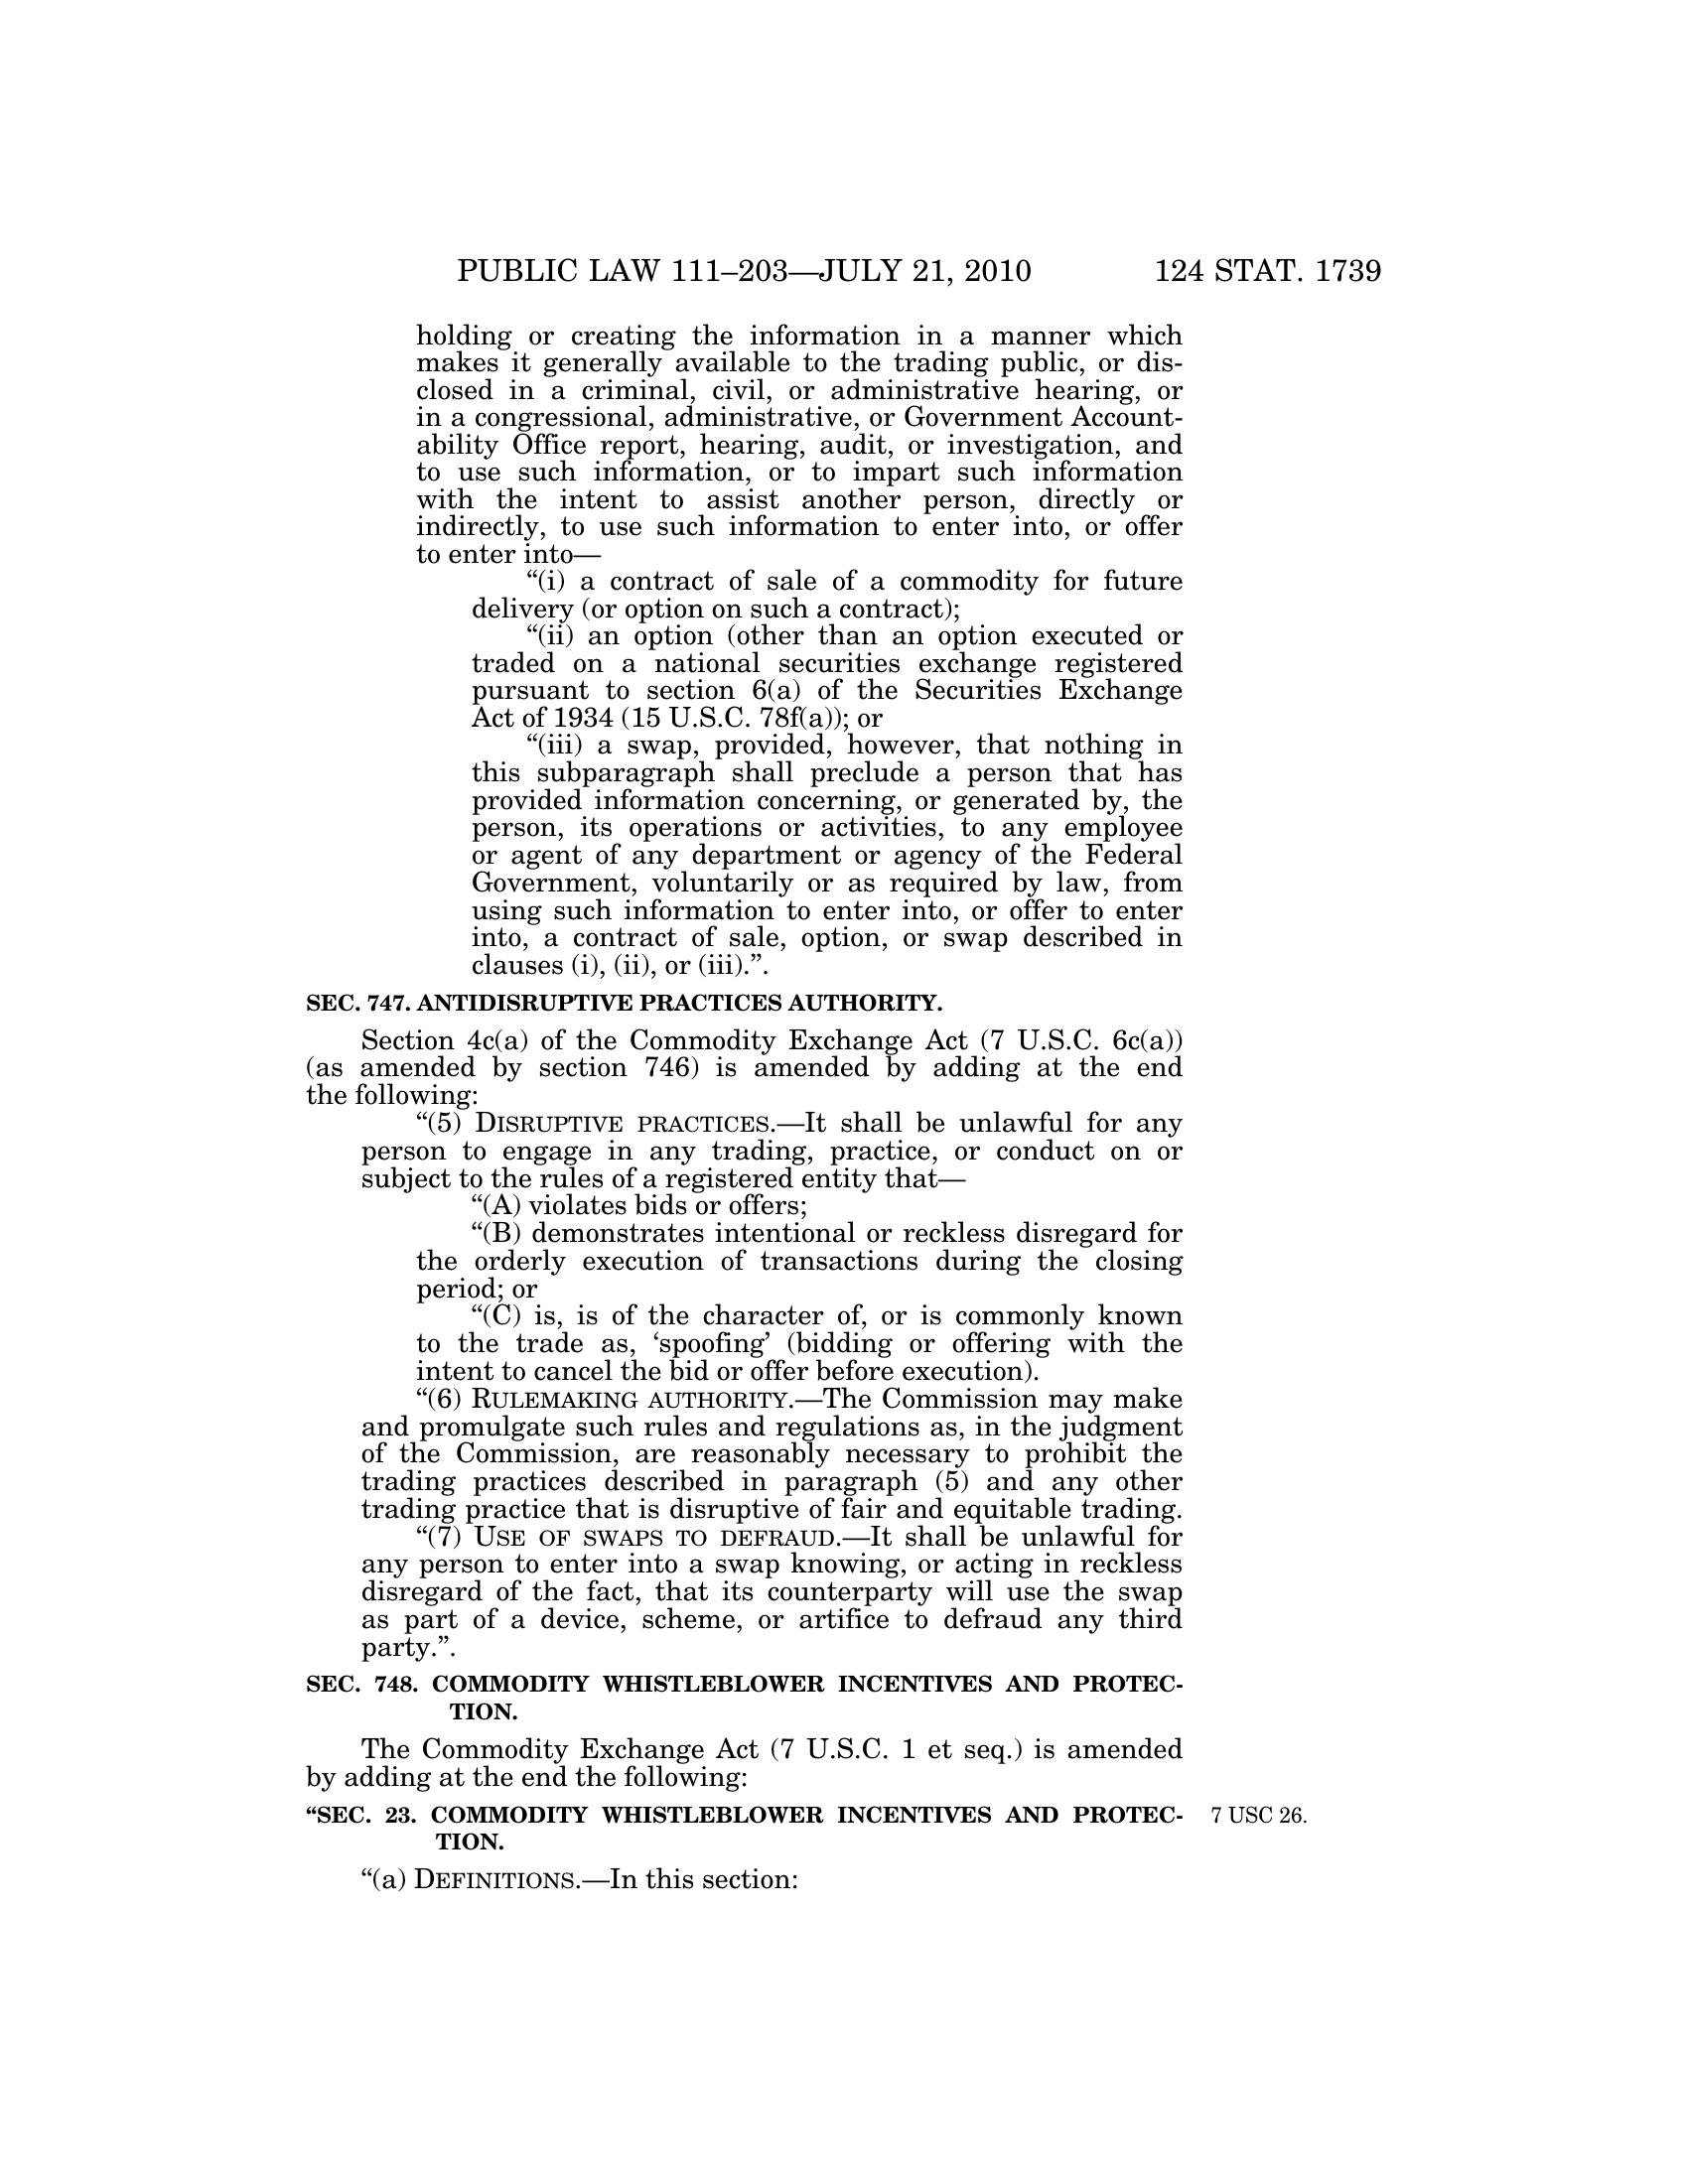 PUBLIC LAW 111–203—JULY 21, 2010 124 STAT. 1739
holding or creating the information in a manner which
makes it generally available to the trading public, or dis-
closed in a criminal, civil, or administrative hearing, or
in a congressional, administrative, or Government Account-
ability Office report, hearing, audit, or investigation, and
to use such information, or to impart such information
with the intent to assist another person, directly or
indirectly, to use such information to enter into, or offer
to enter into—
“(i) a contract of sale of a commodity for future
delivery (or option on such a contract);
“(ii) an option (other than an option executed or
traded on a national securities exchange registered
pursuant to section 6(a) of the Securities Exchange
Act of 1934 (15 U.S.C. 78f(a)); or
“(iii) a swap, provided, however, that nothing in
this subparagraph shall preclude a person that has
provided information concerning, or generated by, the
person, its operations or activities, to any employee
or agent of any department or agency of the Federal
Government, voluntarily or as required by law, from
using such information to enter into, or offer to enter
into, a contract of sale, option, or swap described in
clauses (i), (ii), or (iii).”.
SEC. 747. ANTIDISRUPTIVE PRACTICES AUTHORITY.
Section 4c(a) of the Commodity Exchange Act (7 U.S.C. 6c(a))
(as amended by section 746) is amended by adding at the end
the following:
“(5) DISRUPTIVE PRACTICES.—It shall be unlawful for any
person to engage in any trading, practice, or conduct on or
subject to the rules of a registered entity that—
“(A) violates bids or offers;
“(B) demonstrates intentional or reckless disregard for
the orderly execution of transactions during the closing
period; or
“(C) is, is of the character of, or is commonly known
to the trade as, ‘spoofing’ (bidding or offering with the
intent to cancel the bid or offer before execution).
“(6) RULEMAKING AUTHORITY.—The Commission may make
and promulgate such rules and regulations as, in the judgment
of the Commission, are reasonably necessary to prohibit the
trading practices described in paragraph (5) and any other
trading practice that is disruptive of fair and equitable trading.
“(7) USE OF SWAPS TO DEFRAUD.—It shall be unlawful for
any person to enter into a swap knowing, or acting in reckless
disregard of the fact, that its counterparty will use the swap
as part of a device, scheme, or artifice to defraud any third
party.”.
SEC. 748. COMMODITY WHISTLEBLOWER INCENTIVES AND PROTEC-
TION.
The Commodity Exchange Act (7 U.S.C. 1 et seq.) is amended
by adding at the end the following:
“SEC. 23. COMMODITY WHISTLEBLOWER INCENTIVES AND PROTEC- 7 USC 26.
TION.
“(a) DEFINITIONS.—In this section: